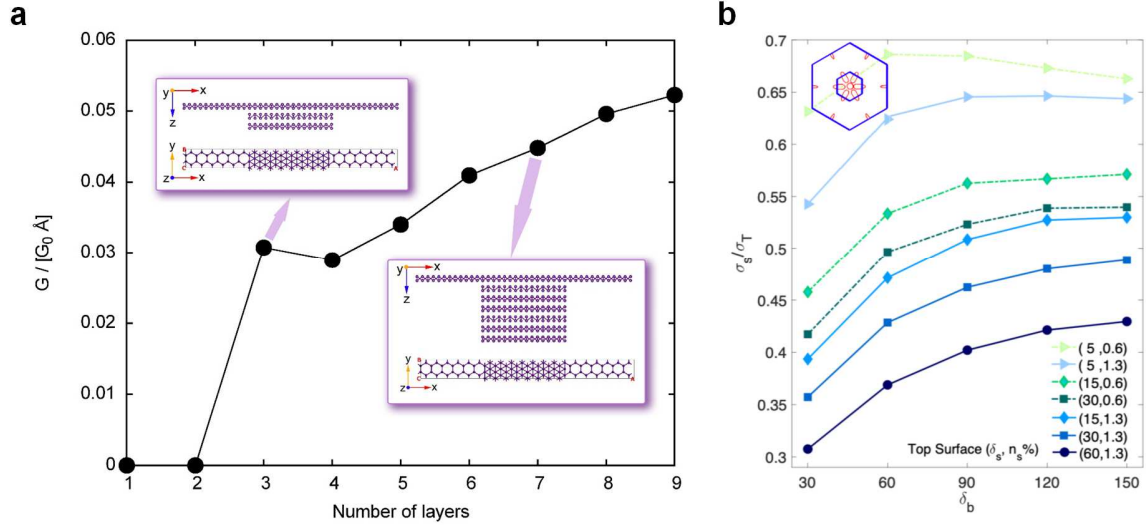 a
0.06
0.05
0.04
0.03
0.02
0.01
0
G / [G₀ Å]
1 2 3 4 5 6 7 8 9
Number of layers
y x
z
y
z x
B
C
A
y x
z
y
z x
B
C
A
b
0.7
0.65
0.6
0.55
0.5
0.45
0.4
0.35
0.3
σₛ/σ_T
30 60 90 120 150
δ_b
( 5 ,0.6)
( 5 ,1.3)
(15,0.6)
(30,0.6)
(15,1.3)
(30,1.3)
Top Surface (δₛ, nₛ%) (60,1.3)